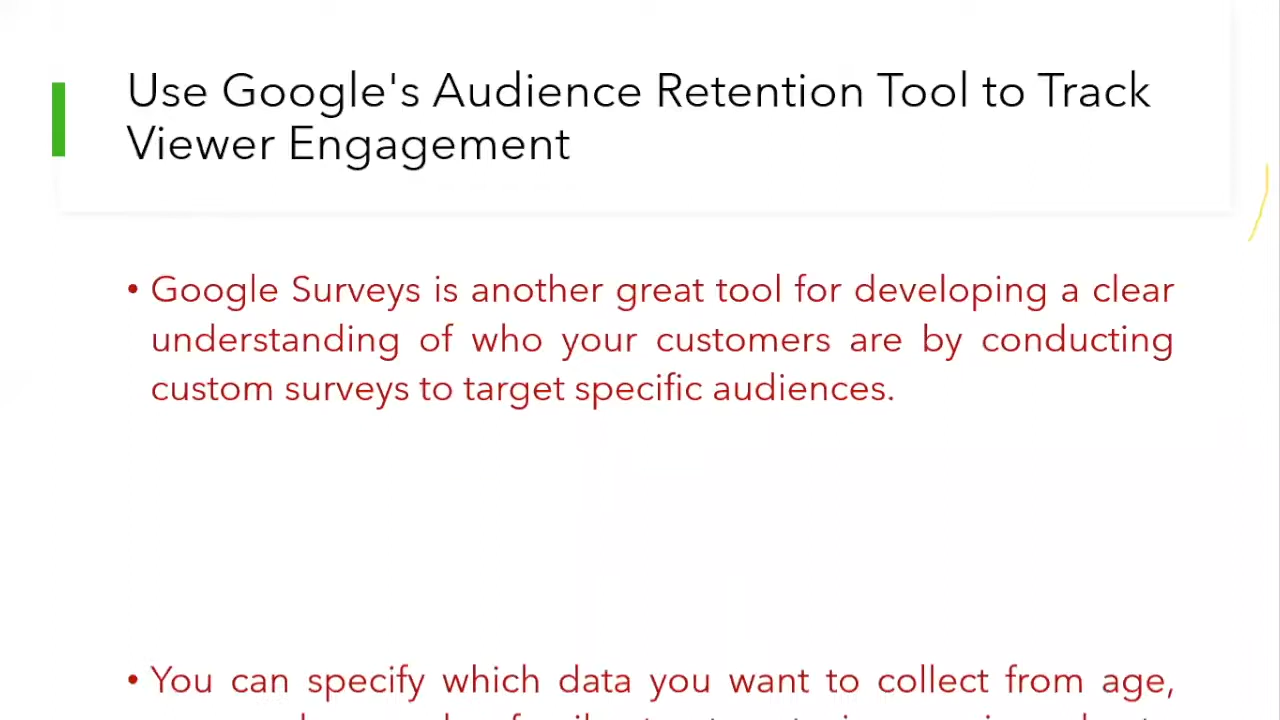 Use Google's Audience Retention Tool to Track
Viewer Engagement
• Google Surveys is another great tool for developing a clear
understanding of who your customers are by conducting
custom surveys to target specific audiences.
• You can specify which data you want to collect from age,